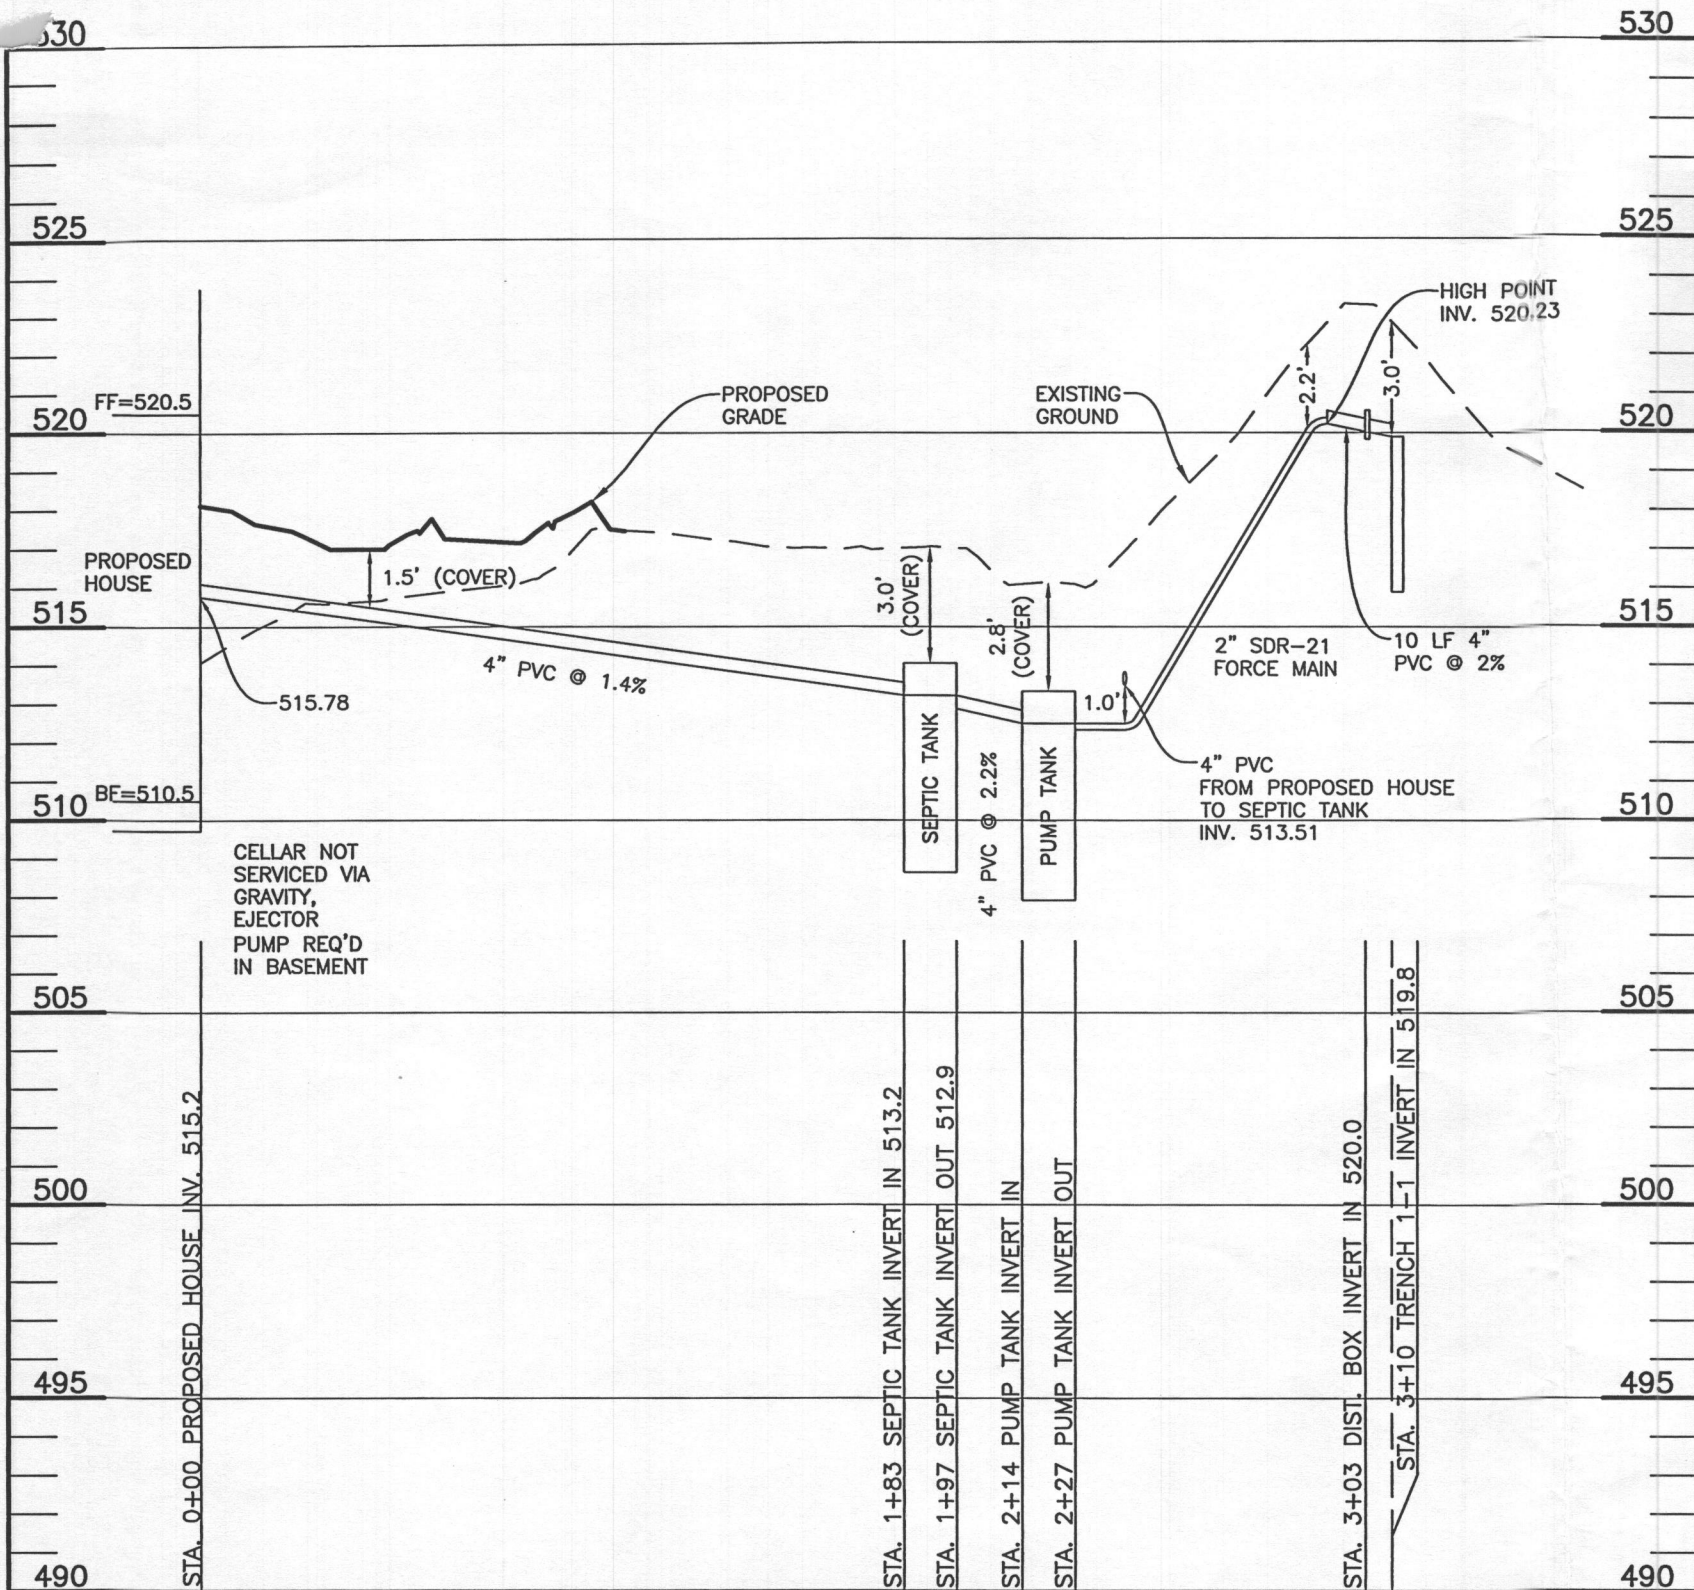 530
530
525
525
HIGH POINT
INV. 520.23
2.2'
3.0'
FF=520.5
PROPOSED
GRADE
EXISTING
GROUND
520
520
PROPOSED
HOUSE
1.5' (COVER)
3.0'
(COVER)
2.8'
(COVER)
515
515
2" SDR-21
FORCE MAIN
10 LF 4"
PVC @ 2%
4" PVC @ 1.4%
515.78
1.0'
SEPTIC TANK
4" PVC @ 2.2%
PUMP TANK
4" PVC
FROM PROPOSED HOUSE
TO SEPTIC TANK
INV. 513.51
BF=510.5
510
510
CELLAR NOT
SERVICED VIA
GRAVITY,
EJECTOR
PUMP REQ'D
IN BASEMENT
505
505
STA. 0+00 PROPOSED HOUSE INV. 515.2
STA. 1+83 SEPTIC TANK INVERT IN 513.2
STA. 1+97 SEPTIC TANK INVERT OUT 512.9
STA. 2+14 PUMP TANK INVERT IN
STA. 2+27 PUMP TANK INVERT OUT
STA. 3+03 DIST. BOX INVERT IN 520.0
STA. 3+10 TRENCH 1-1 INVERT IN 519.8
500
500
495
495
490
490